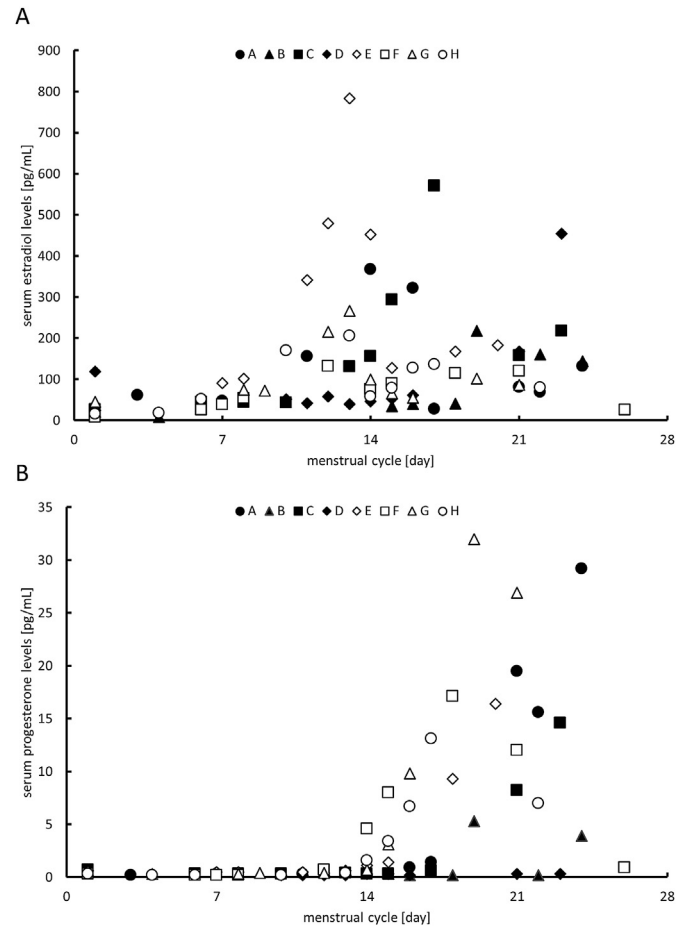 A
900
A B C D E F G H
800
700
600
500
400
300
200
100
0
0 7 14 21 28
serum estradiol levels [pg/mL]
menstrual cycle [day]
B
35
A B C D E F G H
30
25
20
15
10
5
0
0 7 14 21 28
serum progesterone levels [pg/mL]
menstrual cycle [day]